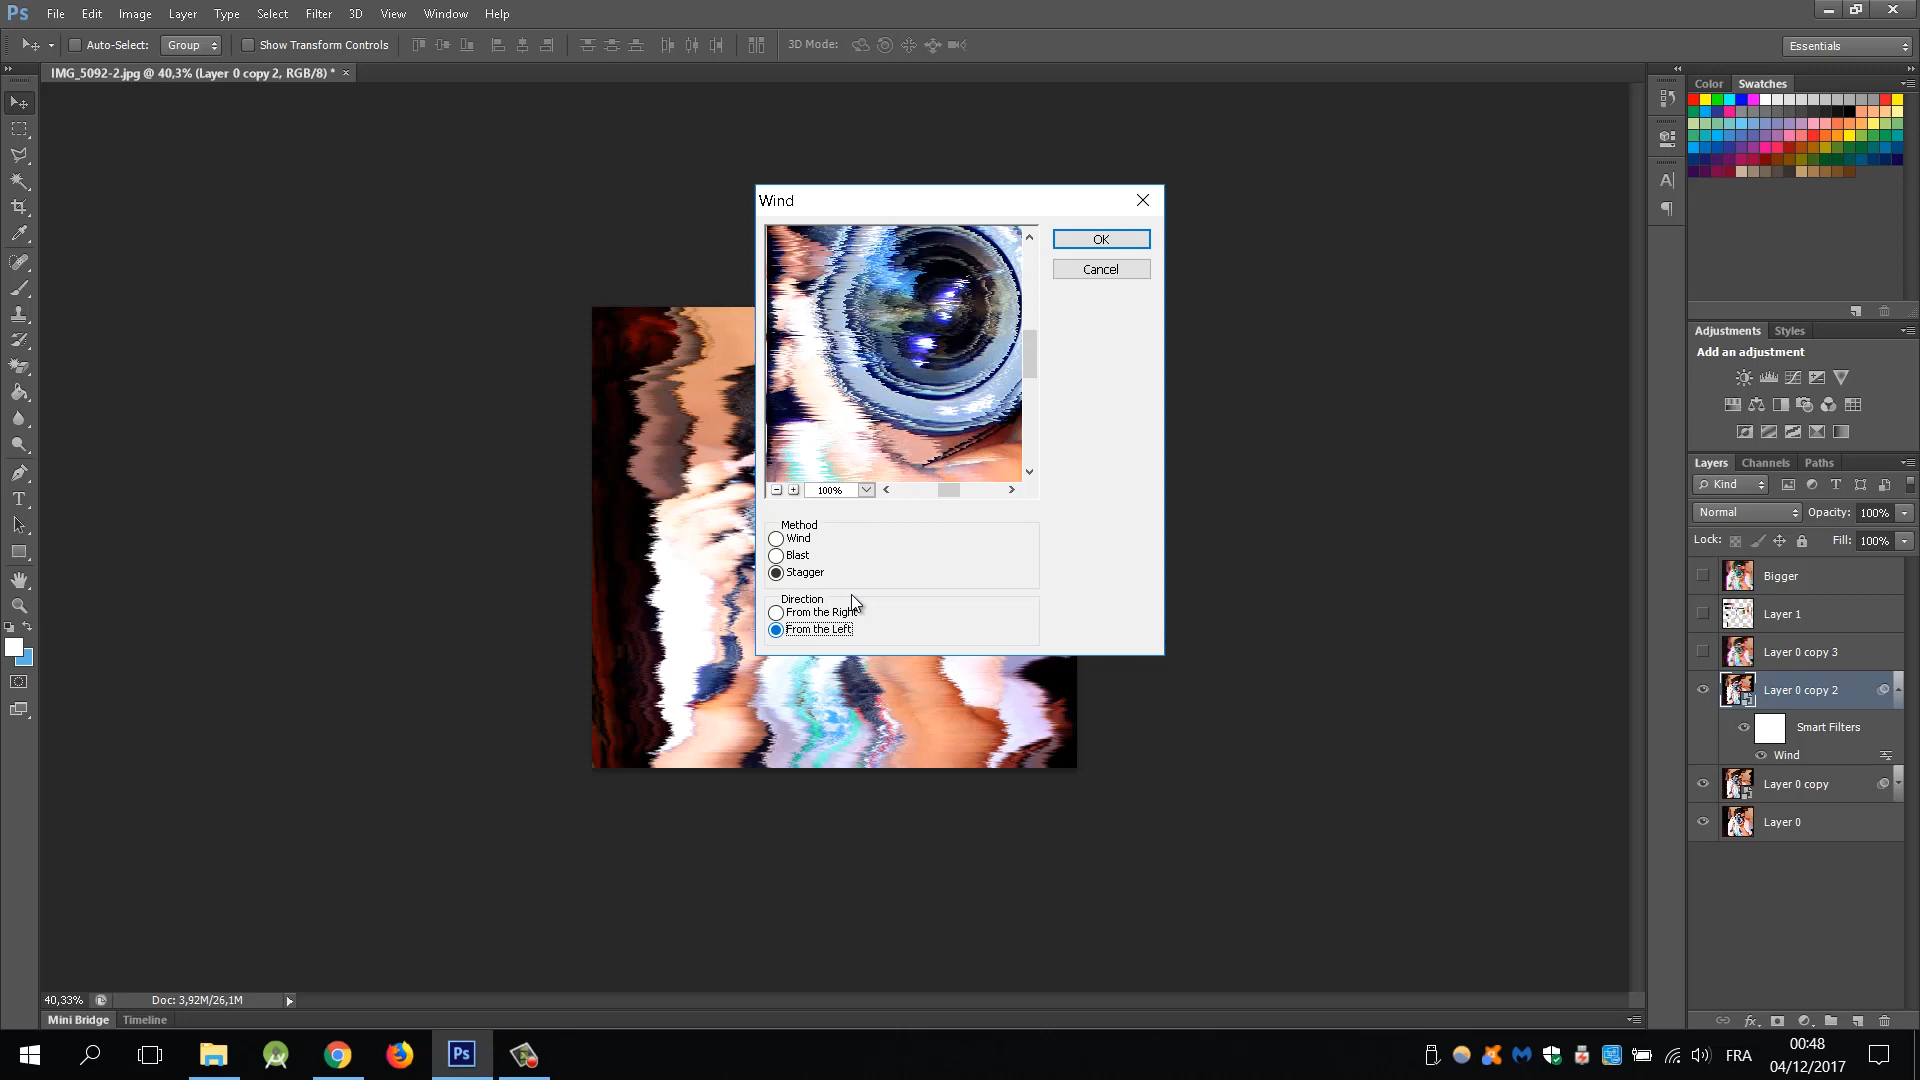 Ps File Edit Image Layer Type Select Filter 3D View Window Help
Auto-Select: Group Show Transform Controls 3D Mode: Essentials
IMG_5092-2.jpg @ 40,3% (Layer 0 copy 2, RGB/8) * ×
Color Swatches
Wind
OK
Cancel
100%
Method
Wind
Blast
Stagger
Direction
From the Right
From the Left
Adjustments Styles
Add an adjustment
Layers Channels Paths
Kind
Normal Opacity: 100%
Lock: Fill: 100%
Bigger
Layer 1
Layer 0 copy 3
Layer 0 copy 2
Smart Filters
Wind
Layer 0 copy
Layer 0
40,33% Doc: 3,92M/26,1M
Mini Bridge Timeline
Ps
FRA
00:48
04/12/2017